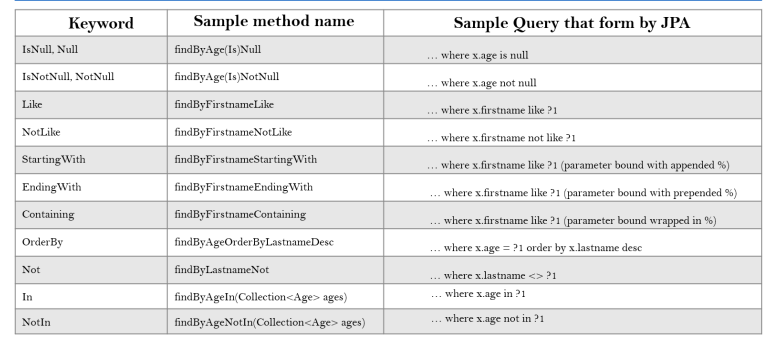 Keyword Sample method name Sample Query that form by JPA
IsNull, Null findByAge(Is)Null … where x.age is null
IsNotNull, NotNull findByAge(Is)NotNull … where x.age not null
Like findByFirstnameLike … where x.firstname like ?1
NotLike findByFirstnameNotLike … where x.firstname not like ?1
StartingWith findByFirstnameStartingWith … where x.firstname like ?1 (parameter bound with appended %)
EndingWith findByFirstnameEndingWith … where x.firstname like ?1 (parameter bound with prepended %)
Containing findByFirstnameContaining … where x.firstname like ?1 (parameter bound wrapped in %)
OrderBy findByAgeOrderByLastnameDesc … where x.age = ?1 order by x.lastname desc
Not findByLastnameNot … where x.lastname <> ?1
In findByAgeIn(Collection<Age> ages) … where x.age in ?1
NotIn findByAgeNotIn(Collection<Age> ages) … where x.age not in ?1